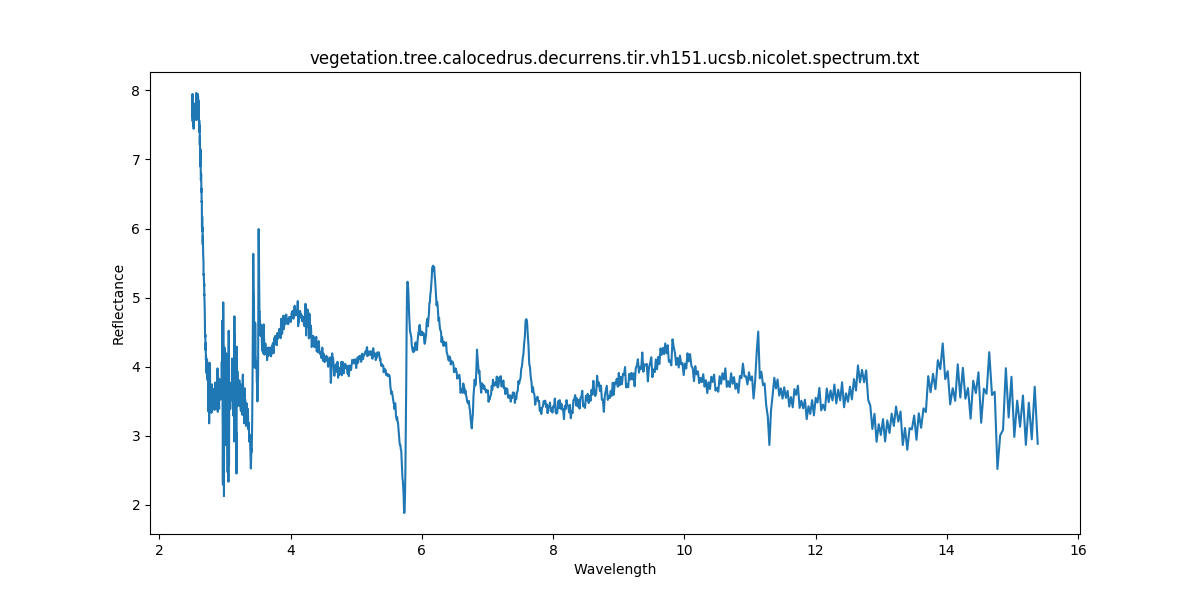 vegetation.tree.calocedrus.decurrens.tir.vh151.ucsb.nicolet.spectrum.txt
8
7
6
5
4
3
2
Reflectance
2 4 6 8 10 12 14 16
Wavelength